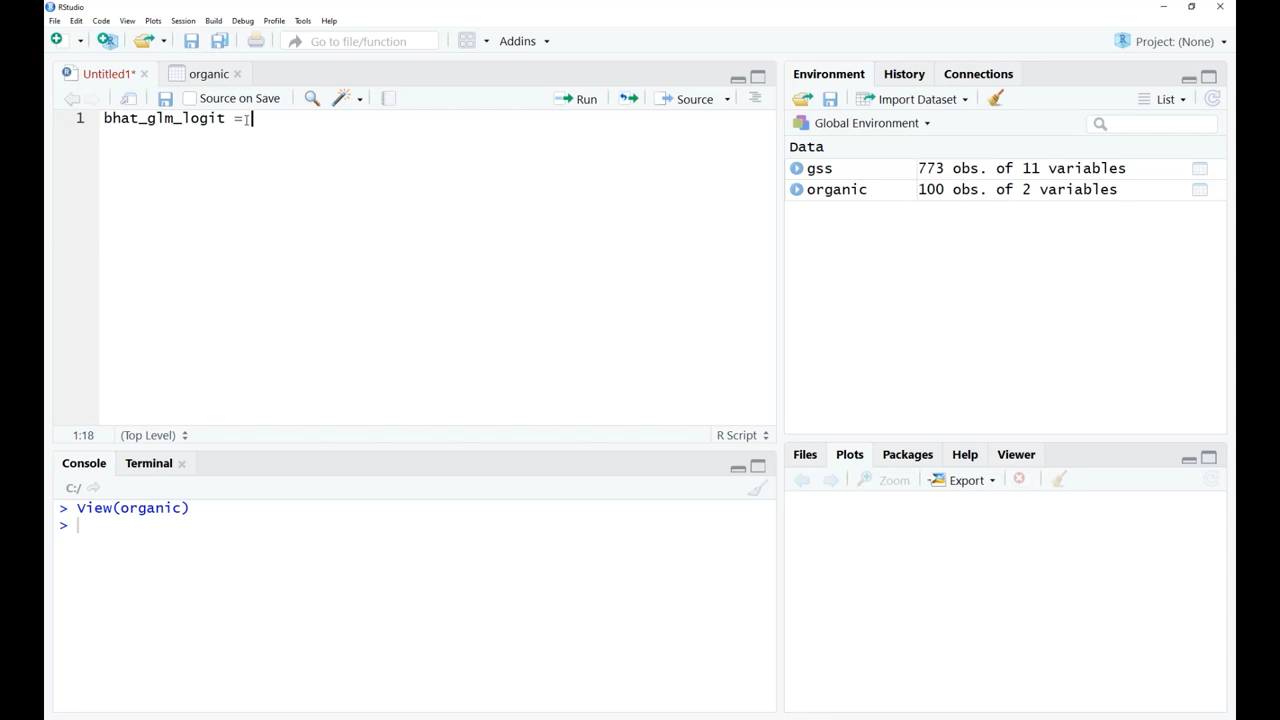 RStudio
File Edit Code View Plots Session Build Debug Profile Tools Help
Go to file/function Addins Project: (None)
Untitled1* organic
Source on Save Run Source
1 bhat_glm_logit =
1:18 (Top Level) R Script
Console Terminal
C:/
> View(organic)
>
Environment History Connections
Import Dataset List
Global Environment
Data
gss 773 obs. of 11 variables
organic 100 obs. of 2 variables
Files Plots Packages Help Viewer
Zoom Export